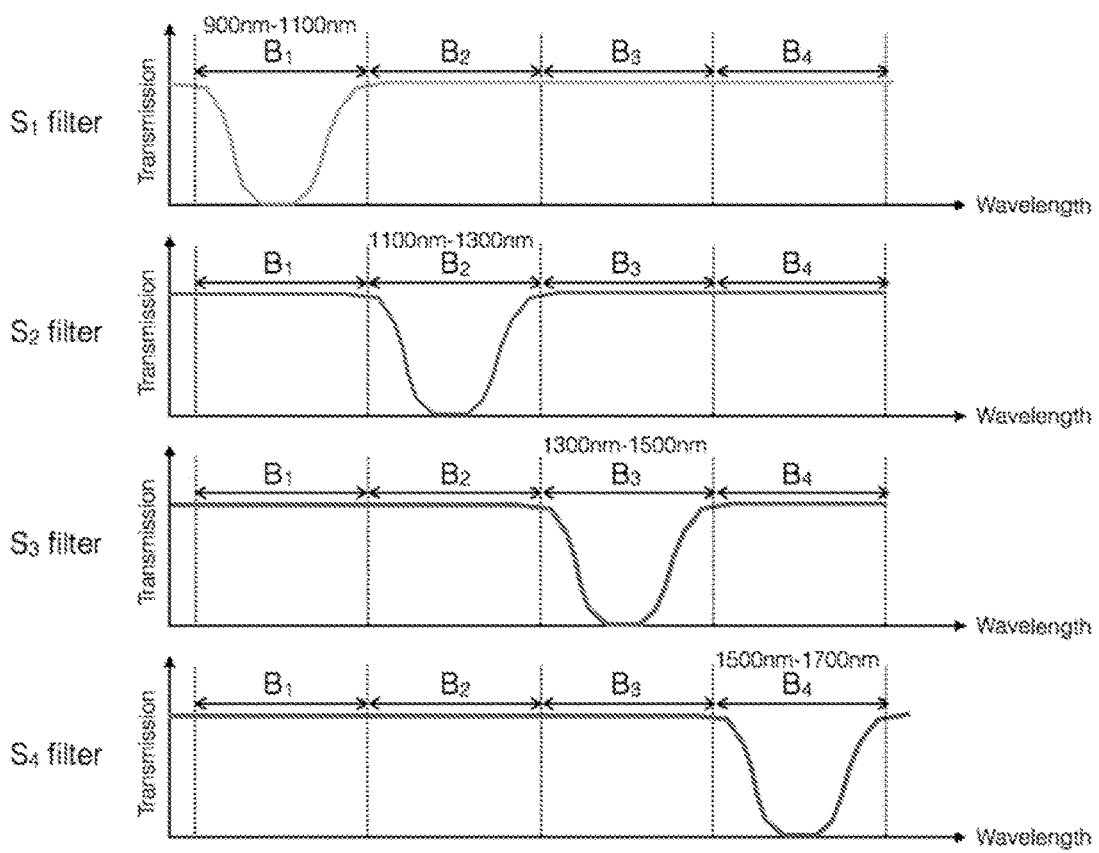 900nm-1100nm
B1 B2 B3 B4
S1 filter
Transmission
Wavelength
1100nm-1300nm
B1 B2 B3 B4
S2 filter
Transmission
Wavelength
1300nm-1500nm
B1 B2 B3 B4
S3 filter
Transmission
Wavelength
1500nm-1700nm
B1 B2 B3 B4
S4 filter
Transmission
Wavelength